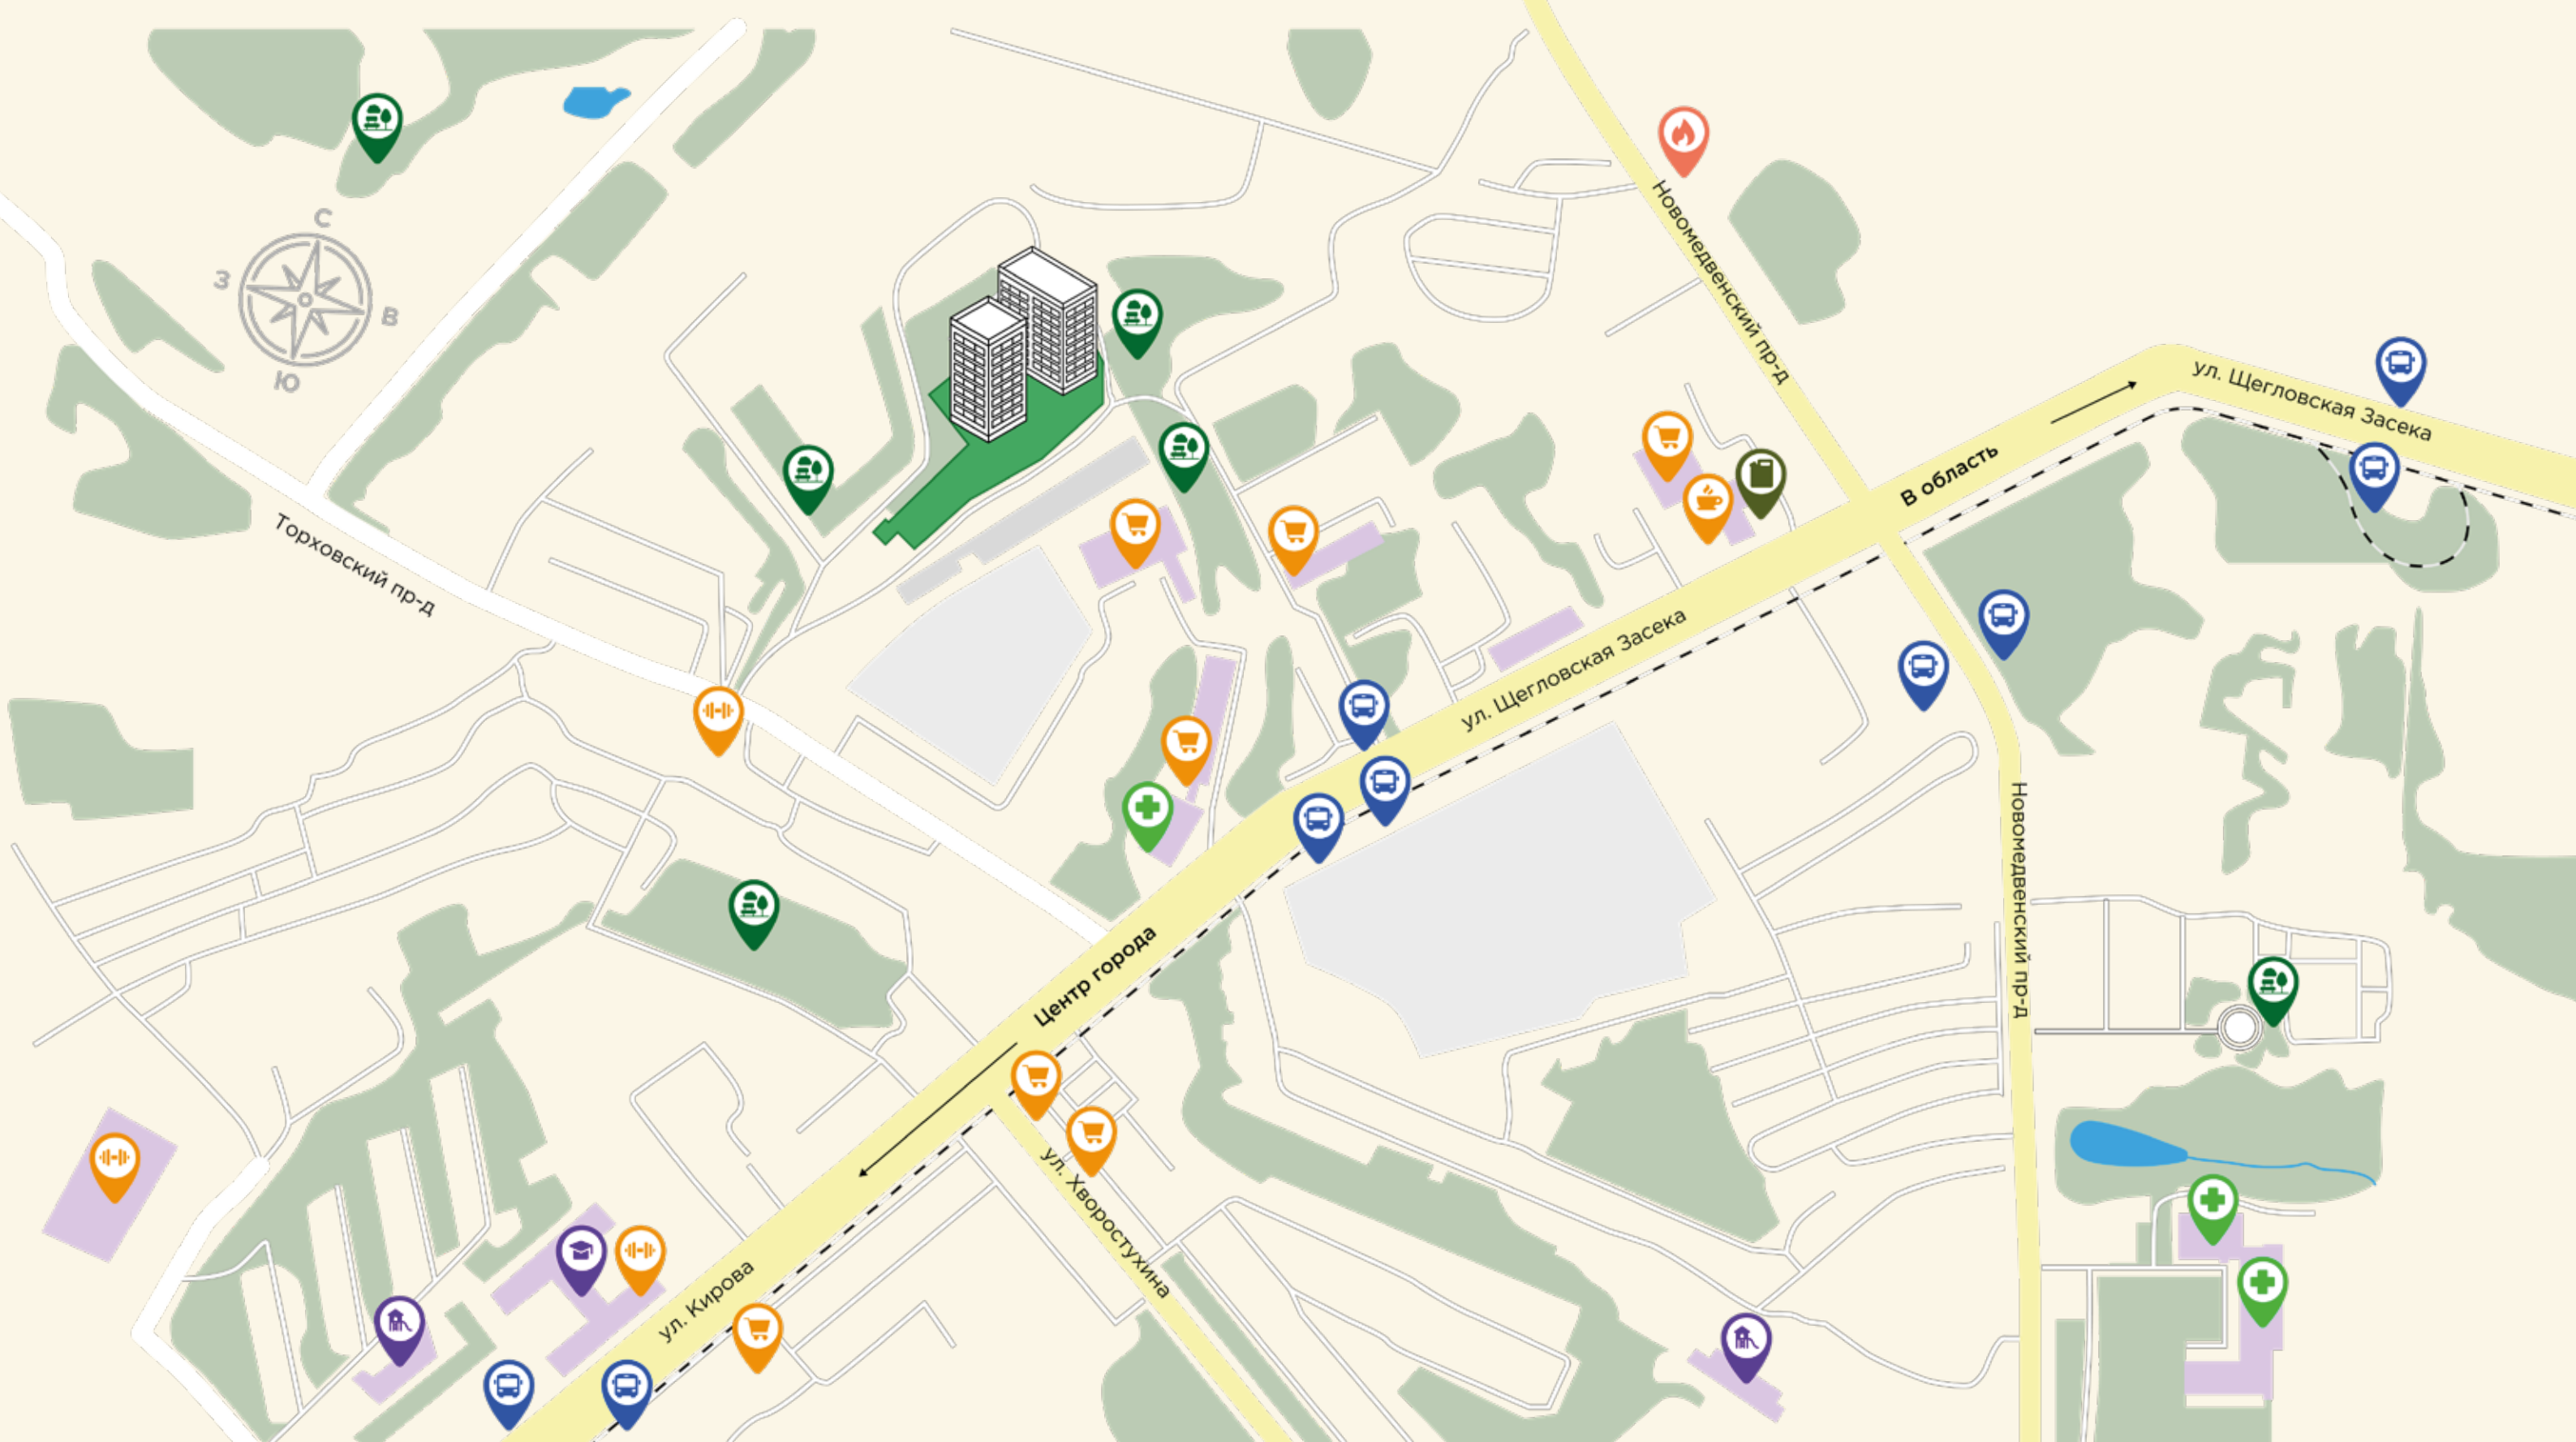 С
З
В
Ю
Новомедвенский пр-д
ул. Щегловская Засека
В область
Торховский пр-д
ул. Щегловская Засека
Новомедвенский пр-д
Центр города
ул. Хворостухина
ул. Кирова